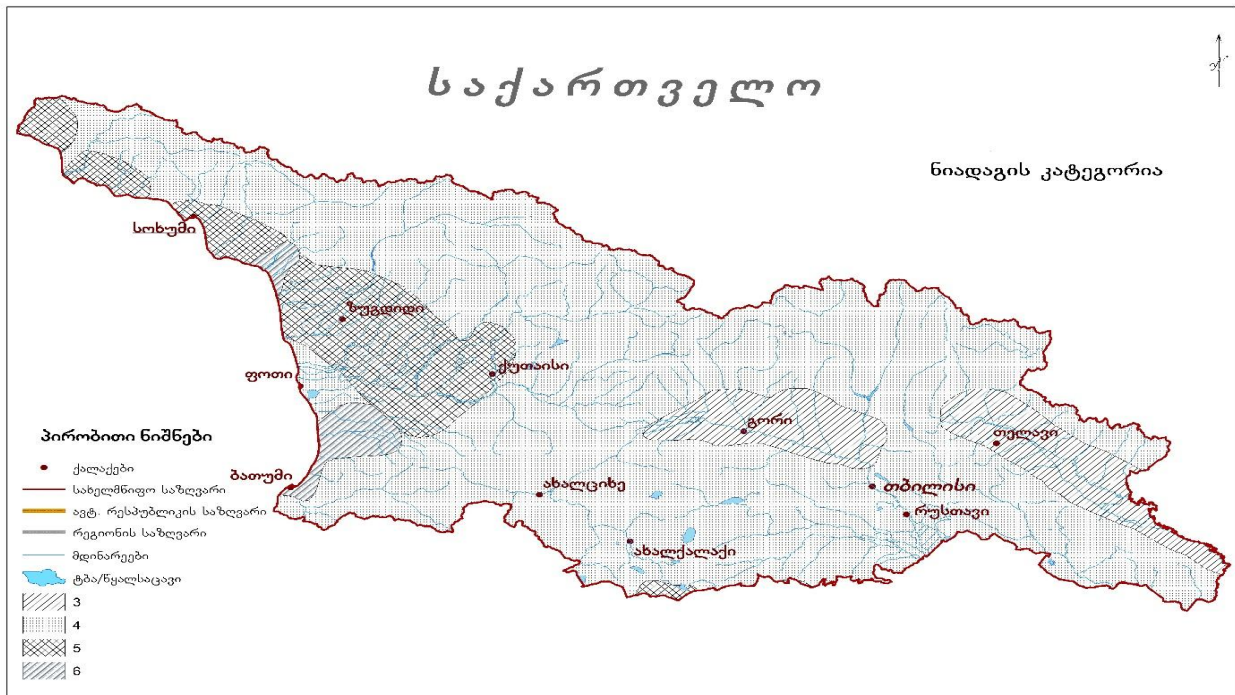 საქართველო
ნიადაგის კატეგორია
სოხუმი
ზუგდიდი
ქუთაისი
ფოთი
გორი
თელავი
ბათუმი
ახალციხე
თბილისი
რუსთავი
ახალქალაქი
პირობითი ნიშნები
ქალაქები
სახელმწიფო საზღვარი
ავტ. რესპუბლიკის საზღვარი
რეგიონის საზღვარი
მდინარეები
ტბა/წყალსაცავი
3
4
5
6